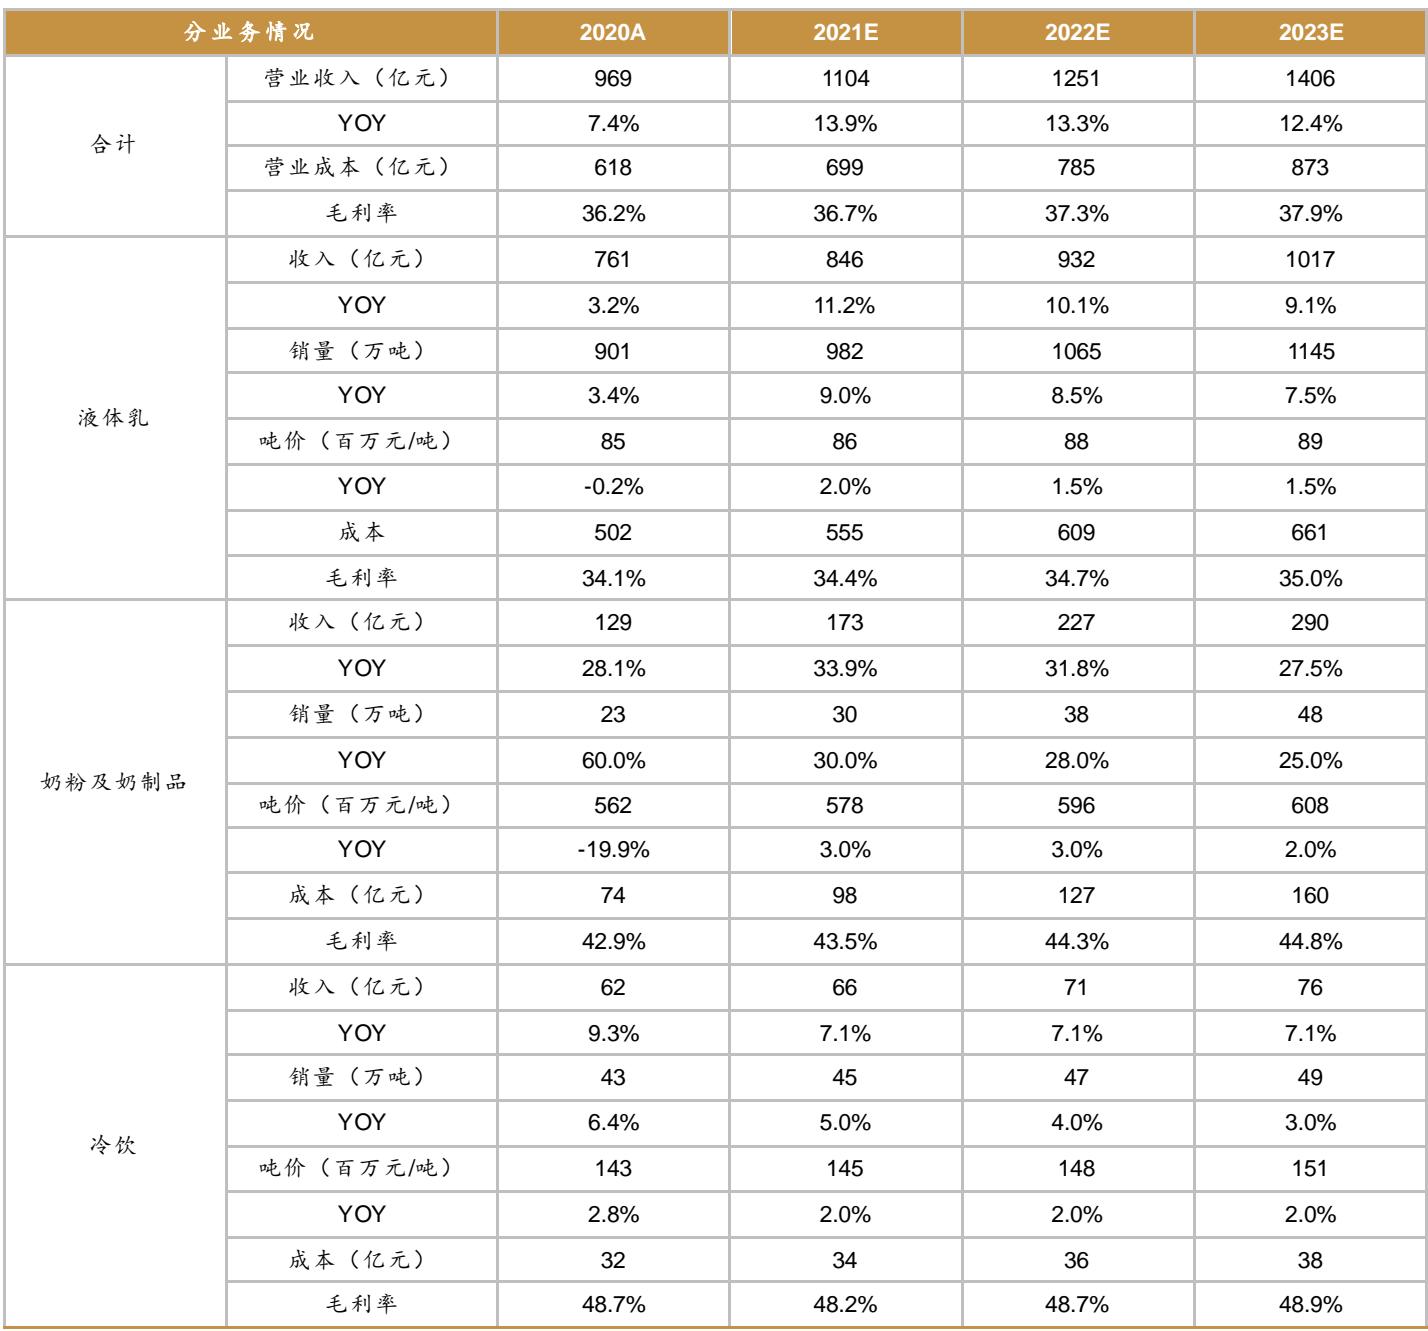 分业务情况 2020A 2021E 2022E 2023E
合计 营业收入（亿元） 969 1104 1251 1406
YOY 7.4% 13.9% 13.3% 12.4%
营业成本（亿元） 618 699 785 873
毛利率 36.2% 36.7% 37.3% 37.9%
液体乳 收入（亿元） 761 846 932 1017
YOY 3.2% 11.2% 10.1% 9.1%
销量（万吨） 901 982 1065 1145
YOY 3.4% 9.0% 8.5% 7.5%
吨价（百万元/吨） 85 86 88 89
YOY -0.2% 2.0% 1.5% 1.5%
成本 502 555 609 661
毛利率 34.1% 34.4% 34.7% 35.0%
奶粉及奶制品 收入（亿元） 129 173 227 290
YOY 28.1% 33.9% 31.8% 27.5%
销量（万吨） 23 30 38 48
YOY 60.0% 30.0% 28.0% 25.0%
吨价（百万元/吨） 562 578 596 608
YOY -19.9% 3.0% 3.0% 2.0%
成本（亿元） 74 98 127 160
毛利率 42.9% 43.5% 44.3% 44.8%
冷饮 收入（亿元） 62 66 71 76
YOY 9.3% 7.1% 7.1% 7.1%
销量（万吨） 43 45 47 49
YOY 6.4% 5.0% 4.0% 3.0%
吨价（百万元/吨） 143 145 148 151
YOY 2.8% 2.0% 2.0% 2.0%
成本（亿元） 32 34 36 38
毛利率 48.7% 48.2% 48.7% 48.9%